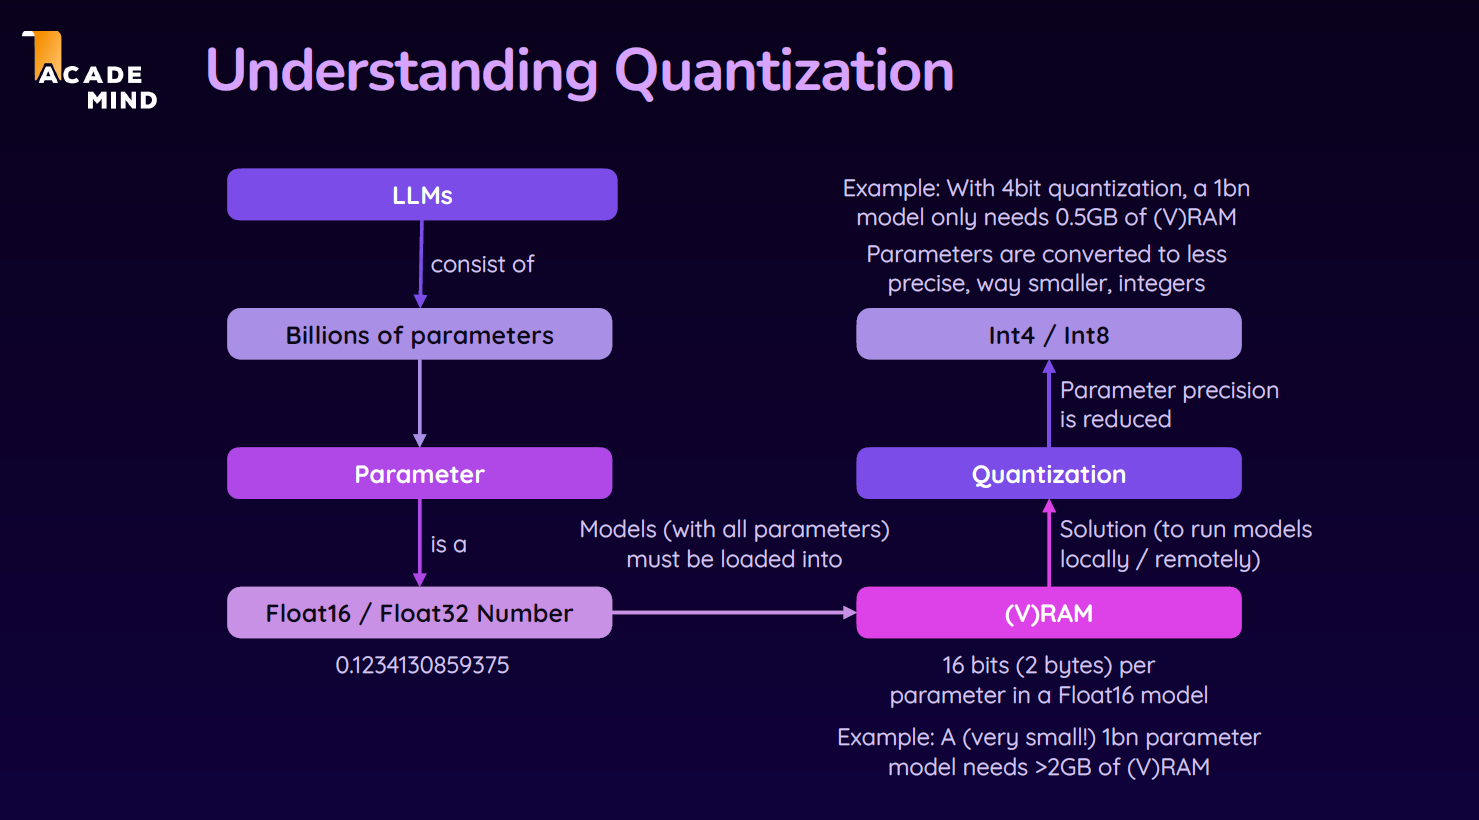 ACADE
MIND
Understanding Quantization
LLMs
consist of
Billions of parameters
Parameter
is a
Float16 / Float32 Number
0.1234130859375
Models (with all parameters)
must be loaded into
(V)RAM
16 bits (2 bytes) per
parameter in a Float16 model
Example: A (very small!) 1bn parameter
model needs >2GB of (V)RAM
Solution (to run models
locally / remotely)
Quantization
Parameter precision
is reduced
Int4 / Int8
Parameters are converted to less
precise, way smaller, integers
Example: With 4bit quantization, a 1bn
model only needs 0.5GB of (V)RAM